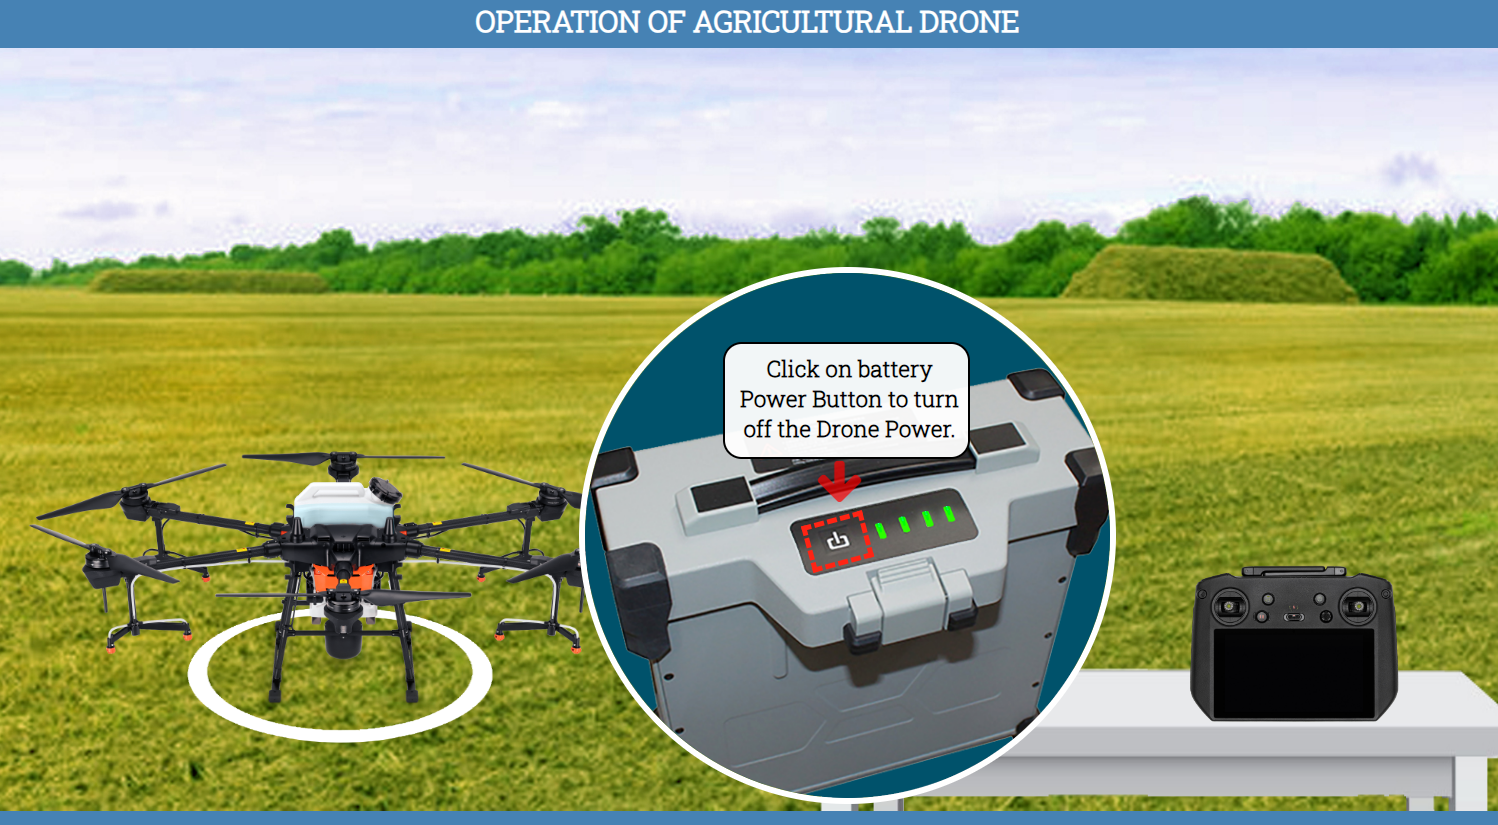 OPERATION OF AGRICULTURAL DRONE
Click on battery
Power Button to turn
off the Drone Power.